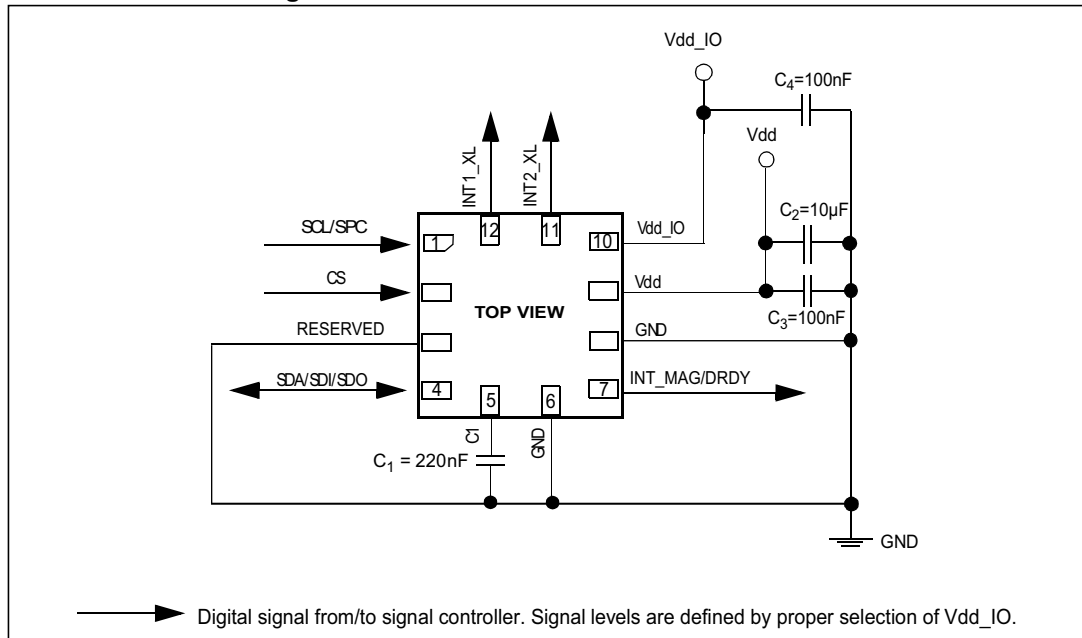 Vdd_IO
C4=100nF
Vdd
INT1_XL
INT2_XL
C2=10µF
SCL/SPC
1
12
11
10
Vdd_IO
CS
Vdd
TOP VIEW
C3=100nF
RESERVED
GND
SDA/SDI/SDO
4
5
6
7
INT_MAG/DRDY
C1
GND
C1 = 220nF
GND
Digital signal from/to signal controller. Signal levels are defined by proper selection of Vdd_IO.